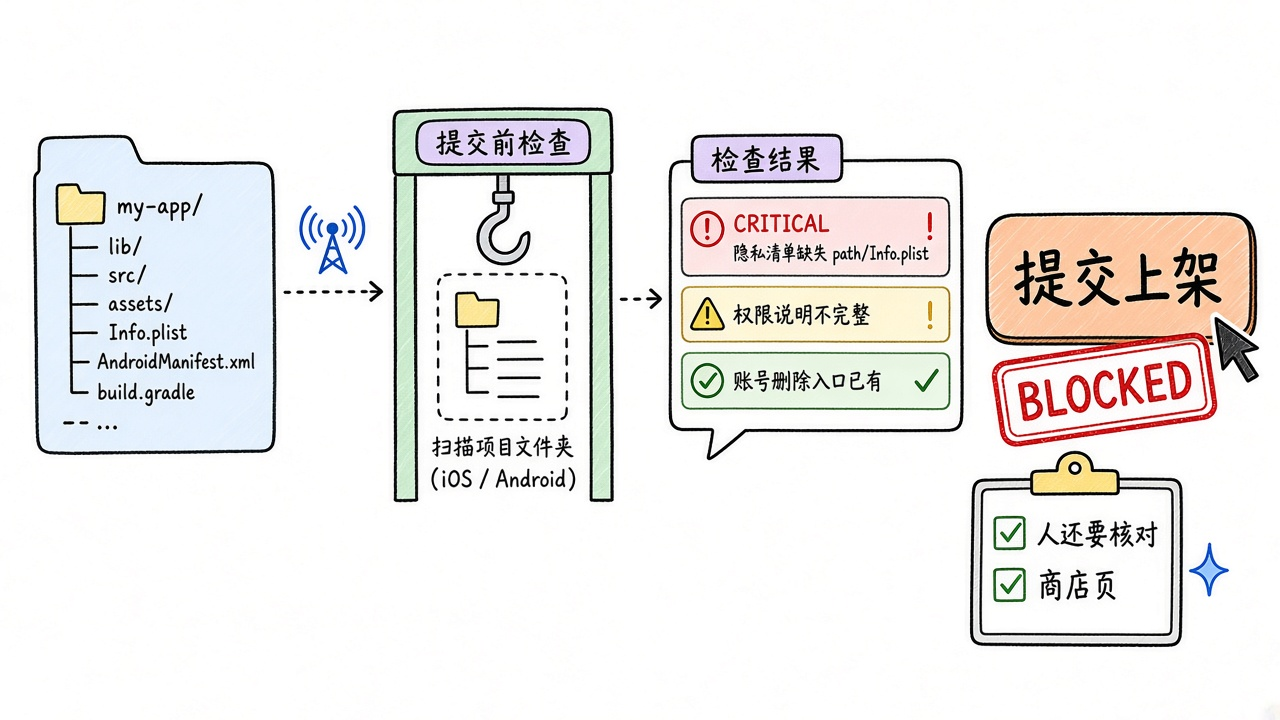 my-app/
lib/
src/
assets/
Info.plist
AndroidManifest.xml
build.gradle
-- ...
提交前检查
扫描项目文件夹
(iOS / Android)
检查结果
CRITICAL
隐私清单缺失 path/Info.plist
权限说明不完整
账号删除入口已有
提交上架
BLOCKED
人还要核对
商店页